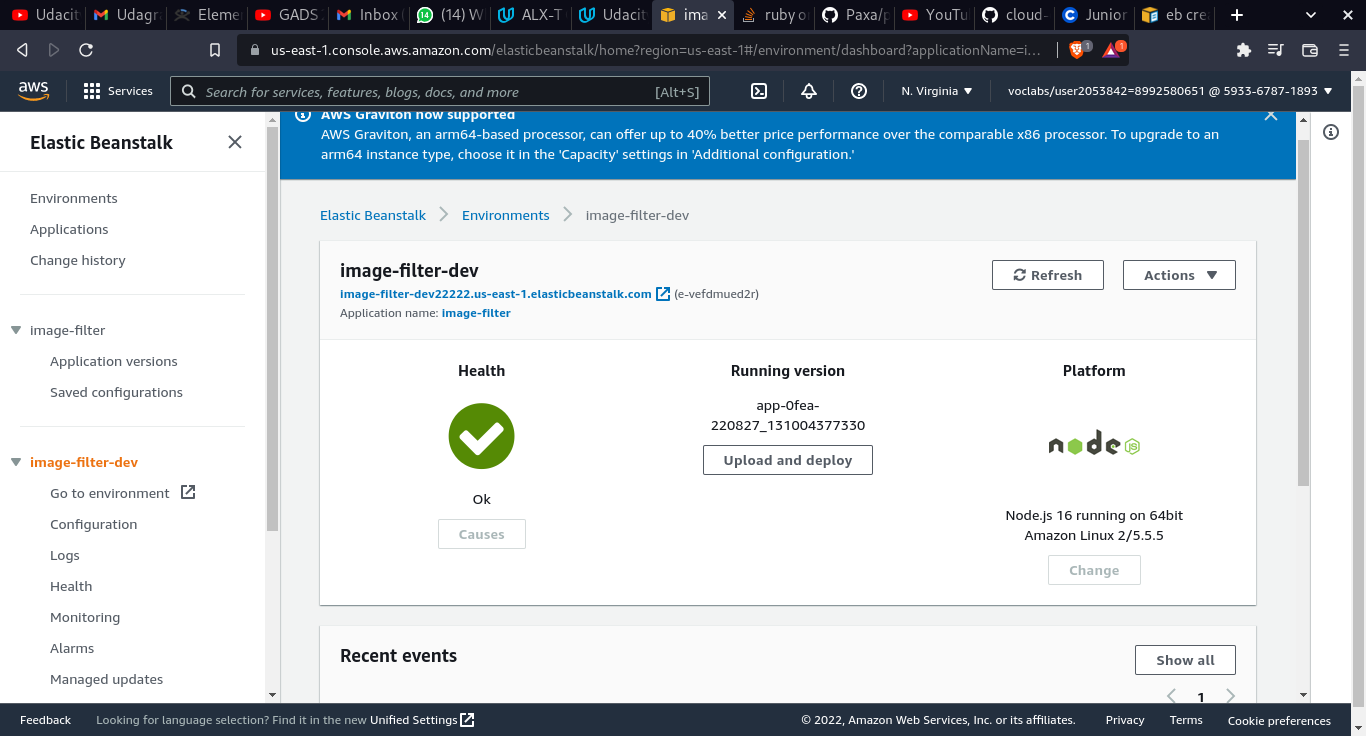 Udacit
Udagra
Eleme
GADS
Inbox (
(14) W
ALX-T
Udacit
ima
ruby o
Paxa/p
YouTu
cloud-
Junior
eb cre
us-east-1.console.aws.amazon.com/elasticbeanstalk/home?region=us-east-1#/environment/dashboard?applicationName=i…
1
1
aws
Services
Search for services, features, blogs, docs, and more
[Alt+S]
N. Virginia
voclabs/user2053842=8992580651 @ 5933-6787-1893
Elastic Beanstalk
Environments
Applications
Change history
image-filter
Application versions
Saved configurations
image-filter-dev
Go to environment
Configuration
Logs
Health
Monitoring
Alarms
Managed updates
AWS Graviton now supported
AWS Graviton, an arm64-based processor, can offer up to 40% better price performance over the comparable x86 processor. To upgrade to an
arm64 instance type, choose it in the 'Capacity' settings in 'Additional configuration.'
Elastic Beanstalk
Environments
image-filter-dev
image-filter-dev
image-filter-dev22222.us-east-1.elasticbeanstalk.com (e-vefdmued2r)
Application name: image-filter
Refresh
Actions
Health
Ok
Causes
Running version
app-0fea-
220827_131004377330
Upload and deploy
Platform
node
JS
Node.js 16 running on 64bit
Amazon Linux 2/5.5.5
Change
Recent events
Show all
1
Feedback
Looking for language selection? Find it in the new Unified Settings
© 2022, Amazon Web Services, Inc. or its affiliates.
Privacy
Terms
Cookie preferences